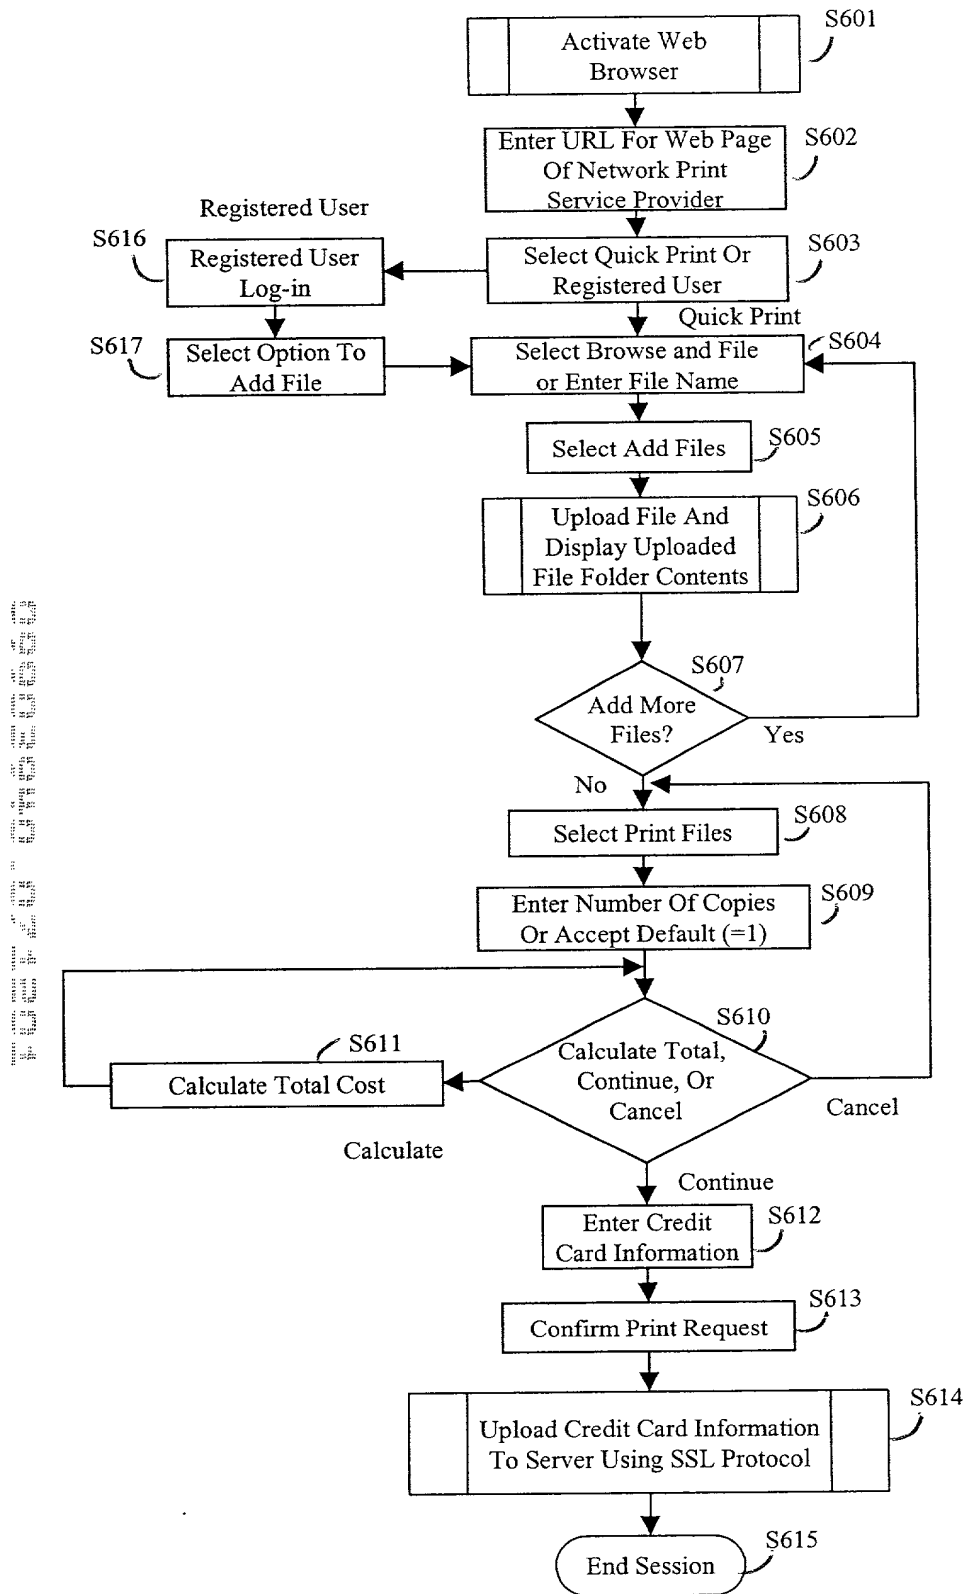 S601
Activate Web
Browser
S602
Enter URL For Web Page
Of Network Print
Service Provider
Registered User
S616
Registered User
Log-in
S603
Select Quick Print Or
Registered User
Quick Print
S617
Select Option To
Add File
S604
Select Browse and File
or Enter File Name
S605
Select Add Files
S606
Upload File And
Display Uploaded
File Folder Contents
S607
Add More
Files?
Yes
No
S608
Select Print Files
S609
Enter Number Of Copies
Or Accept Default (=1)
S610
Calculate Total,
Continue, Or
Cancel
S611
Calculate Total Cost
Cancel
Calculate
Continue
S612
Enter Credit
Card Information
S613
Confirm Print Request
S614
Upload Credit Card Information
To Server Using SSL Protocol
S615
End Session